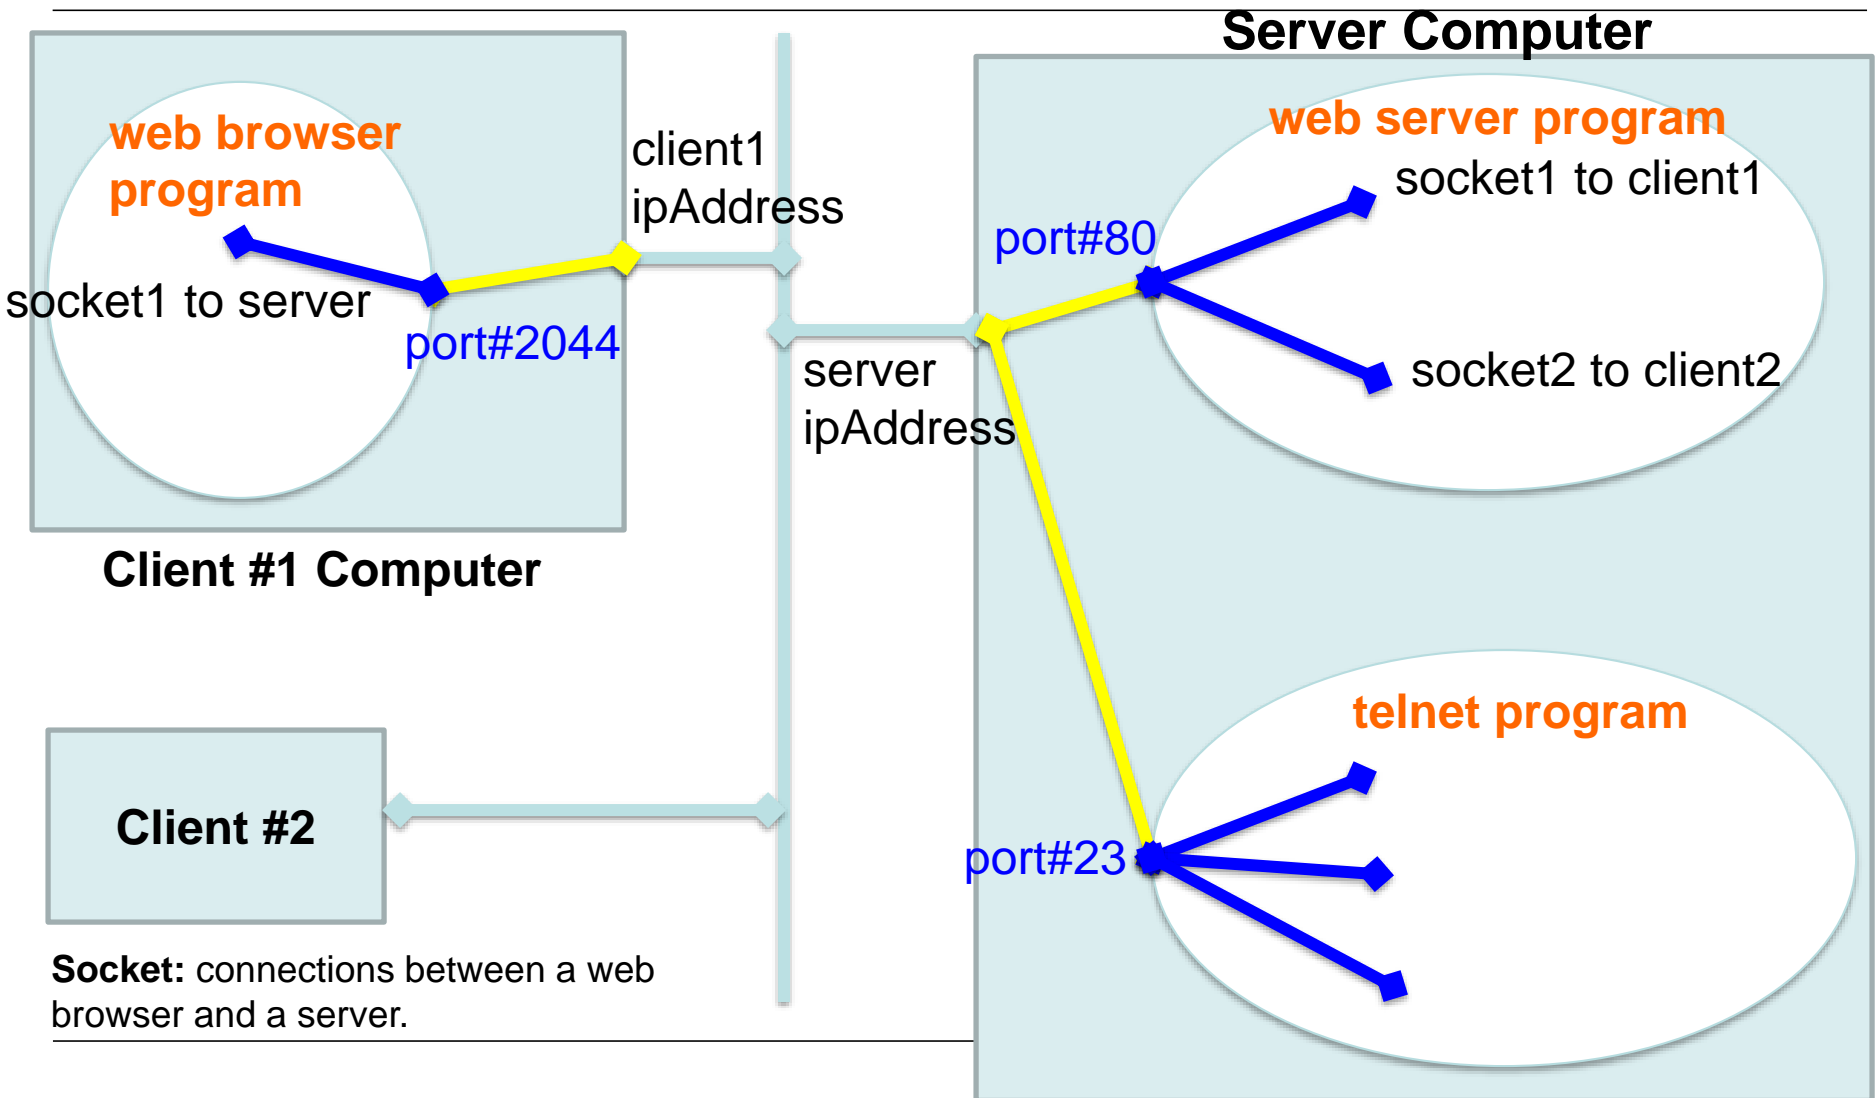 Server Computer
web browser
program
socket1 to server
port#2044
client1
ipAddress
Client #1 Computer
server
ipAddress
web server program
port#80
socket1 to client1
socket2 to client2
telnet program
port#23
Client #2
Socket: connections between a web
browser and a server.